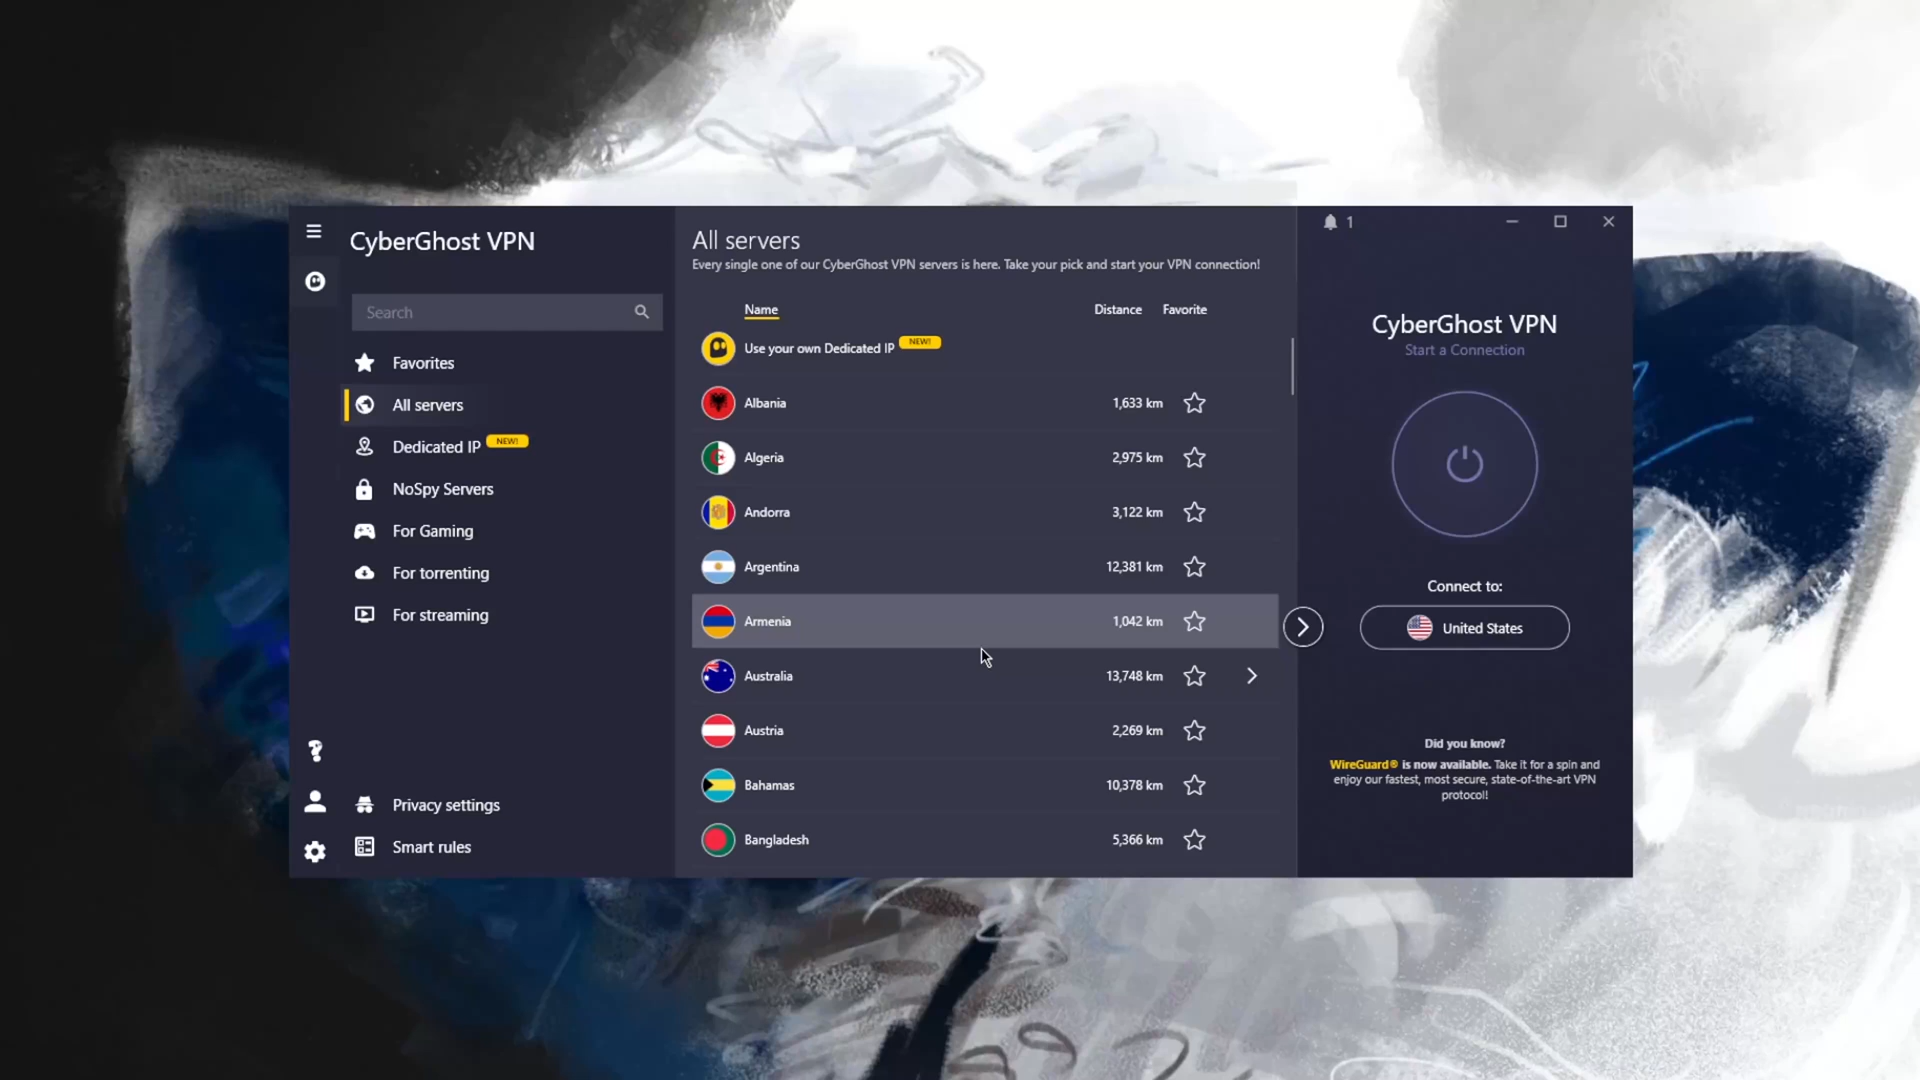 CyberGhost VPN
Search
Favorites
All servers
Dedicated IP NEW!
NoSpy Servers
For Gaming
For torrenting
For streaming
Privacy settings
Smart rules
All servers
Every single one of our CyberGhost VPN servers is here. Take your pick and start your VPN connection!
Name Distance Favorite
Use your own Dedicated IP NEW!
Albania 1,633 km
Algeria 2,975 km
Andorra 3,122 km
Argentina 12,381 km
Armenia 1,042 km
Australia 13,748 km
Austria 2,269 km
Bahamas 10,378 km
Bangladesh 5,366 km
1
CyberGhost VPN
Start a Connection
Connect to:
United States
Did you know?
WireGuard® is now available. Take it for a spin and
enjoy our fastest, most secure, state-of-the-art VPN
protocol!